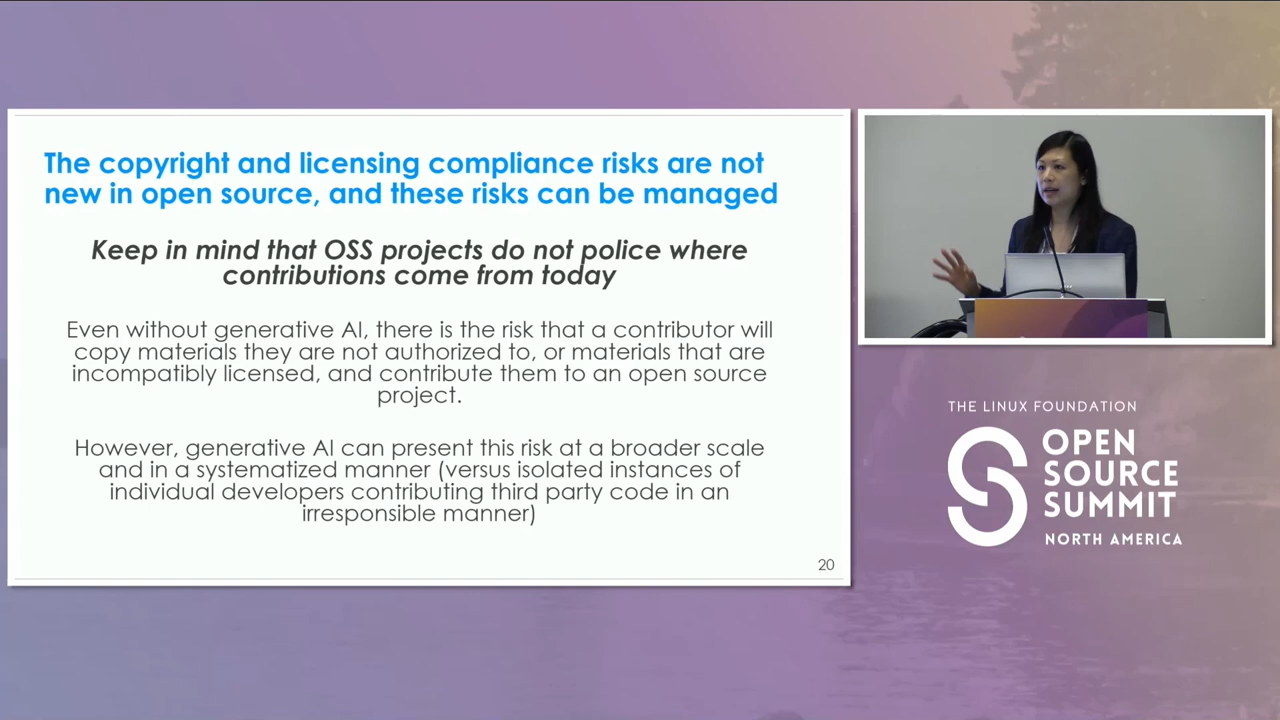 The copyright and licensing compliance risks are not
new in open source, and these risks can be managed
Keep in mind that OSS projects do not police where
contributions come from today
Even without generative AI, there is the risk that a contributor will
copy materials they are not authorized to, or materials that are
incompatibly licensed, and contribute them to an open source
project.
However, generative AI can present this risk at a broader scale
and in a systematized manner (versus isolated instances of
individual developers contributing third party code in an
irresponsible manner)
20
THE LINUX FOUNDATION
OPEN
SOURCE
SUMMIT
NORTH AMERICA